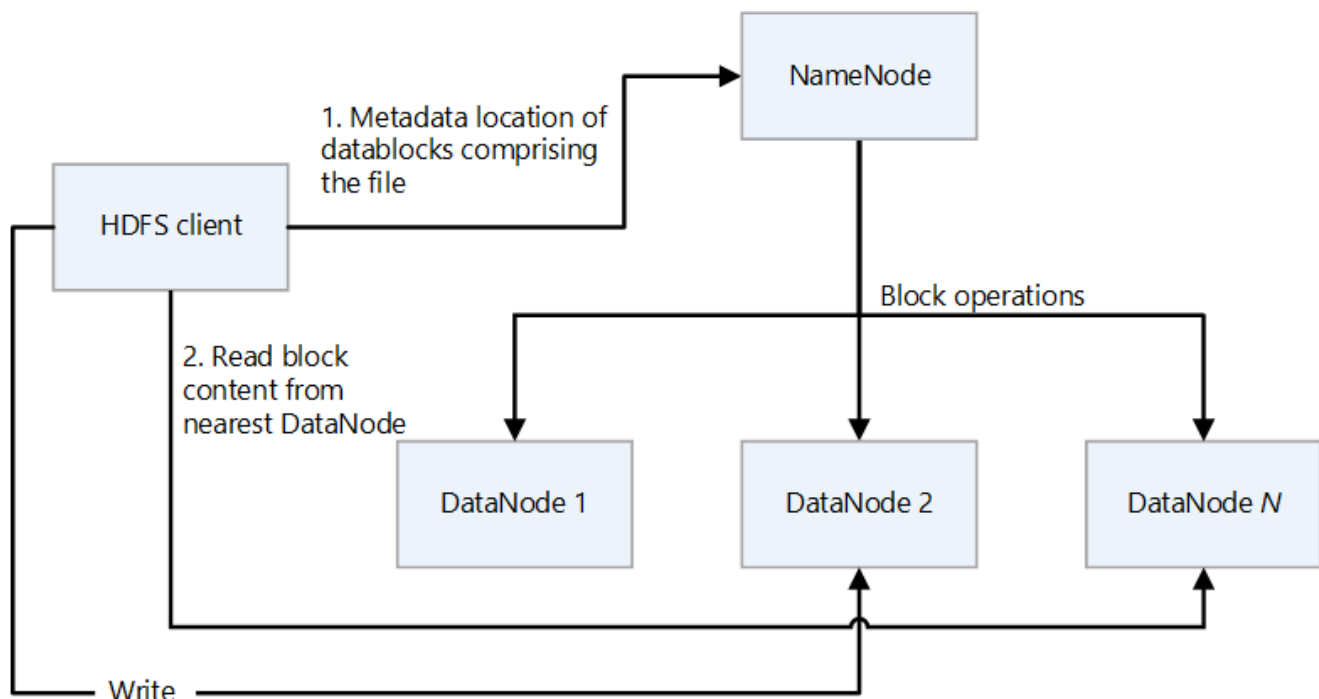 NameNode
1. Metadata location of
datablocks comprising
the file
HDFS client
Block operations
2. Read block
content from
nearest DataNode
DataNode 1
DataNode 2
DataNode N
Write